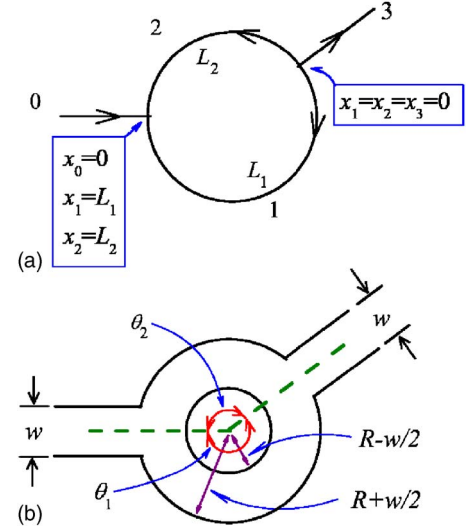 (a)
0
2
L₂
3
x₁=x₂=x₃=0
x₀=0
x₁=L₁
x₂=L₂
L₁
1
(b)
θ₂
w
w
R-w/2
θ₁
R+w/2